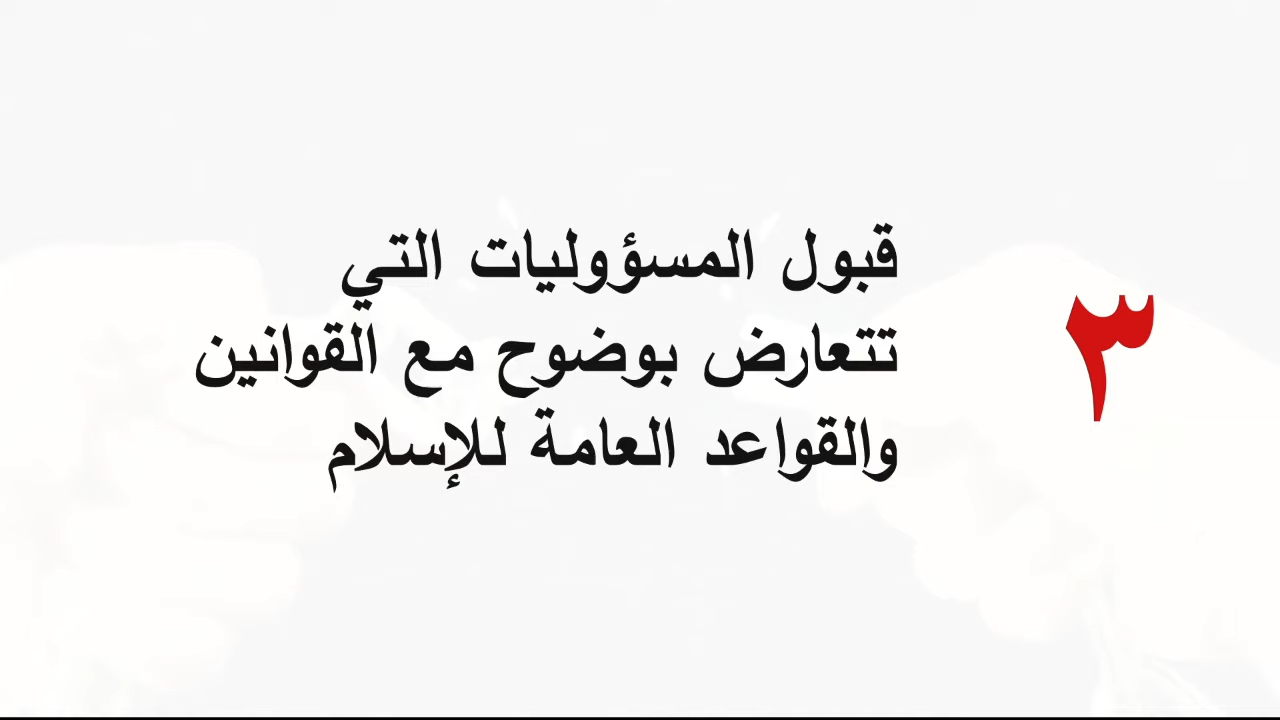 ٣
قبول المسؤوليات التي
تتعارض بوضوح مع القوانين
والقواعد العامة للإسلام